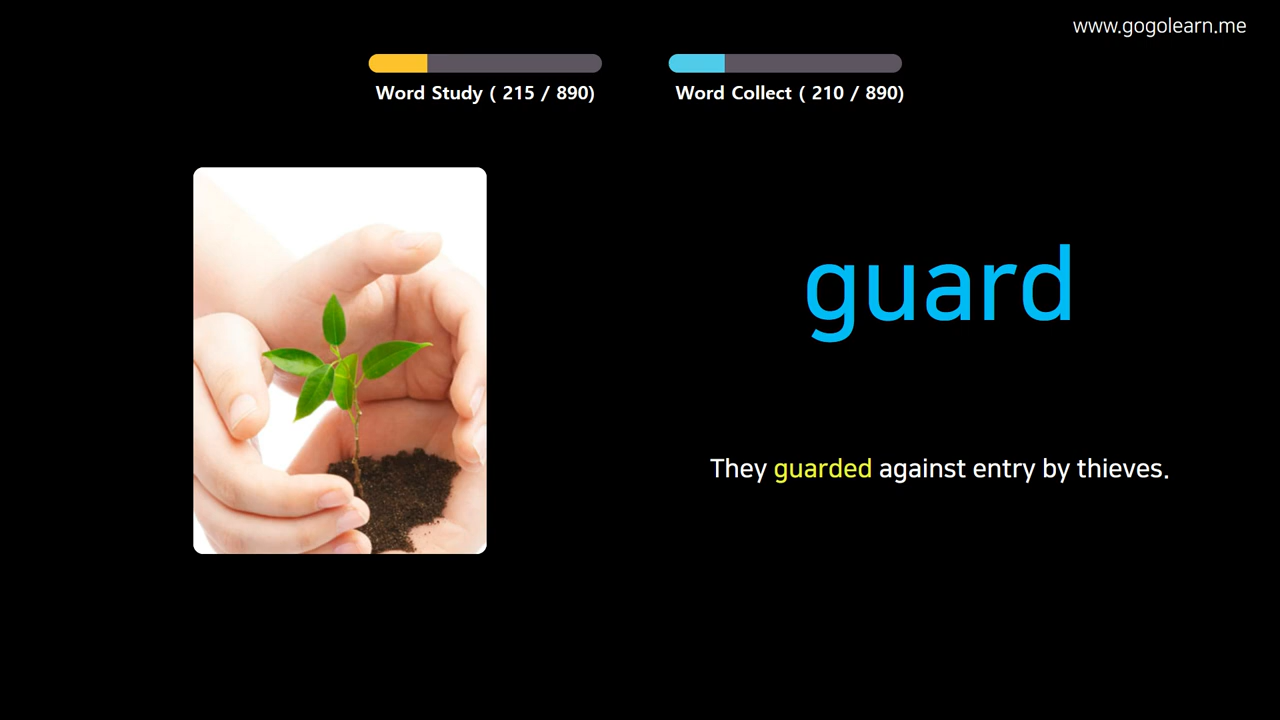 www.gogolearn.me
Word Study ( 215 / 890)
Word Collect ( 210 / 890)
guard
They guarded against entry by thieves.